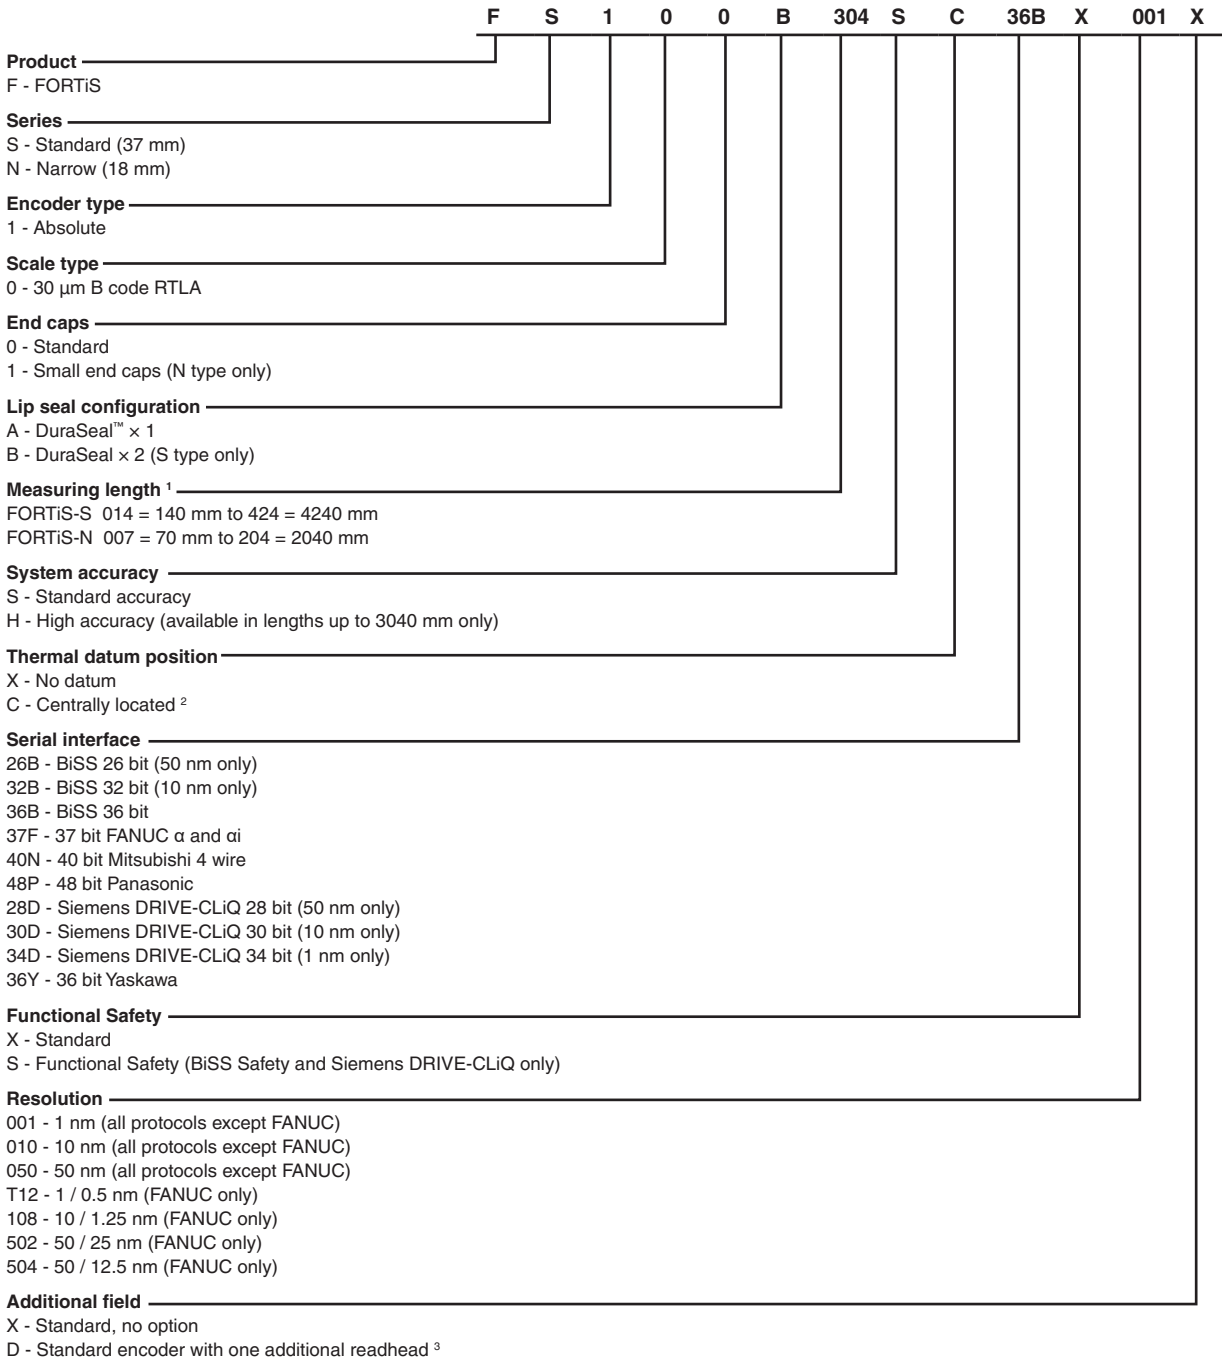 F S 1 0 0 B 304 S C 36B X 001 X
Product
F - FORTiS
Series
S - Standard (37 mm)
N - Narrow (18 mm)
Encoder type
1 - Absolute
Scale type
0 - 30 µm B code RTLA
End caps
0 - Standard
1 - Small end caps (N type only)
Lip seal configuration
A - DuraSeal™ × 1
B - DuraSeal × 2 (S type only)
Measuring length ¹
FORTiS-S 014 = 140 mm to 424 = 4240 mm
FORTiS-N 007 = 70 mm to 204 = 2040 mm
System accuracy
S - Standard accuracy
H - High accuracy (available in lengths up to 3040 mm only)
Thermal datum position
X - No datum
C - Centrally located ²
Serial interface
26B - BiSS 26 bit (50 nm only)
32B - BiSS 32 bit (10 nm only)
36B - BiSS 36 bit
37F - 37 bit FANUC α and αi
40N - 40 bit Mitsubishi 4 wire
48P - 48 bit Panasonic
28D - Siemens DRIVE-CLiQ 28 bit (50 nm only)
30D - Siemens DRIVE-CLiQ 30 bit (10 nm only)
34D - Siemens DRIVE-CLiQ 34 bit (1 nm only)
36Y - 36 bit Yaskawa
Functional Safety
X - Standard
S - Functional Safety (BiSS Safety and Siemens DRIVE-CLiQ only)
Resolution
001 - 1 nm (all protocols except FANUC)
010 - 10 nm (all protocols except FANUC)
050 - 50 nm (all protocols except FANUC)
T12 - 1 / 0.5 nm (FANUC only)
108 - 10 / 1.25 nm (FANUC only)
502 - 50 / 25 nm (FANUC only)
504 - 50 / 12.5 nm (FANUC only)
Additional field
X - Standard, no option
D - Standard encoder with one additional readhead ³